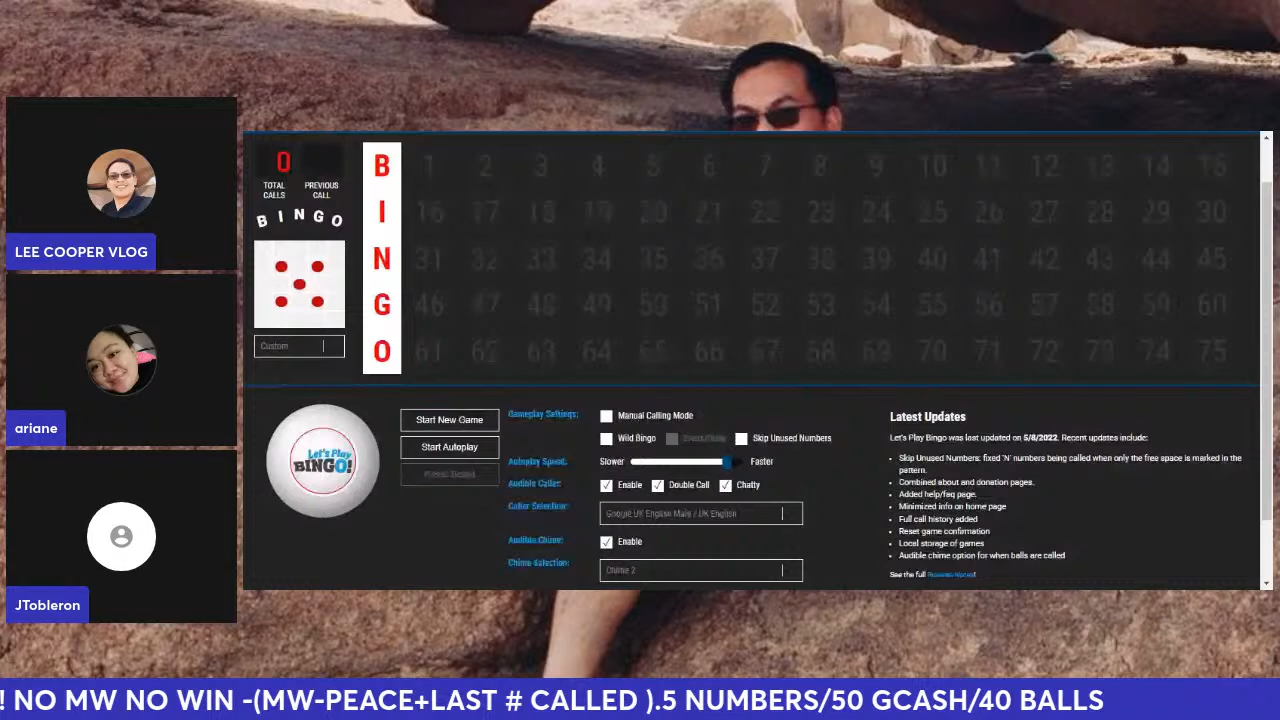 0
TOTAL CALLS
PREVIOUS CALL
BINGO
Custom
B 1 2 3 4 5 6 7 8 9 10 11 12 13 14 15
I 16 17 18 19 20 21 22 23 24 25 26 27 28 29 30
N 31 32 33 34 35 36 37 38 39 40 41 42 43 44 45
G 46 47 48 49 50 51 52 53 54 55 56 57 58 59 60
O 61 62 63 64 65 66 67 68 69 70 71 72 73 74 75
LEE COOPER VLOG
ariane
JTobleron
Let's Play
BINGO!
Start New Game
Start Autoplay
Reset Board
Gameplay Settings:
Manual Calling Mode
Wild Bingo
Skip Unused Numbers
Autoplay Speed:
Slower
Faster
Audible Caller:
Enable
Double Call
Chatty
Caller Selection:
Google UK English Male / UK English
Audible Chime:
Enable
Chime Selection:
Chime 2
Latest Updates
Let's Play Bingo was last updated on 5/8/2022. Recent updates include:
Skip Unused Numbers: fixed 'N' numbers being called when only the free space is marked in the
pattern.
Combined about and donation pages.
Added help/faq page.
Minimized info on home page
Full call history added
Reset game confirmation
Local storage of games
Audible chime option for when balls are called
See the full Release Notes!
! NO MW NO WIN -(MW-PEACE+LAST # CALLED ).5 NUMBERS/50 GCASH/40 BALLS